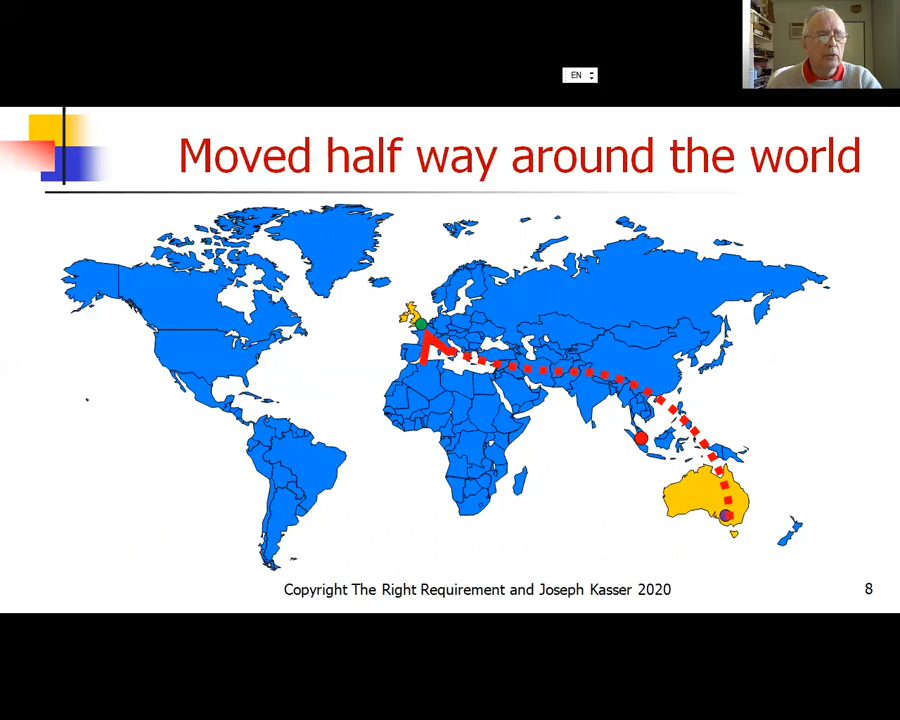 EN
Moved half way around the world
Copyright The Right Requirement and Joseph Kasser 2020
8